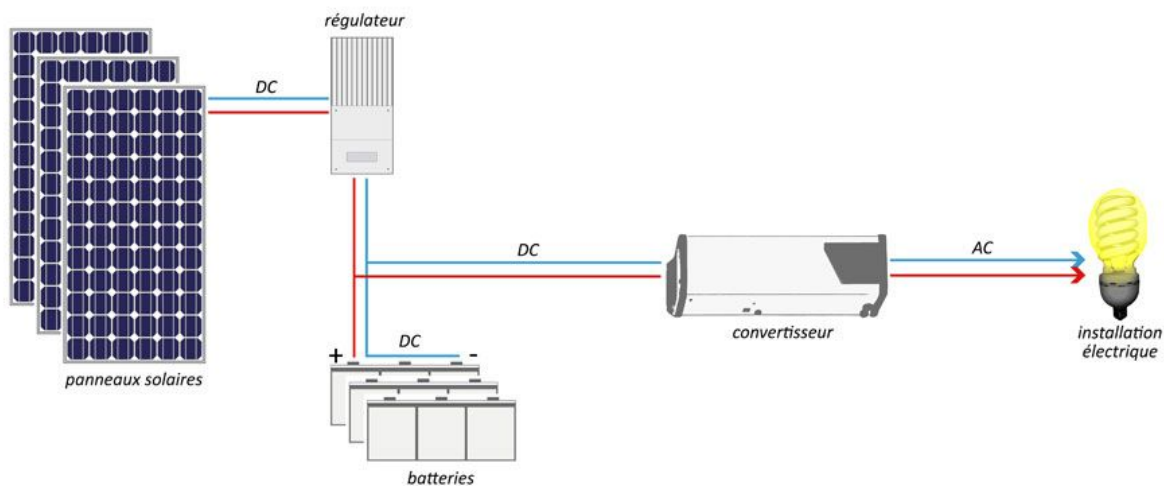 régulateur
DC
DC
AC
convertisseur
installation
électrique
DC
+
-
panneaux solaires
batteries